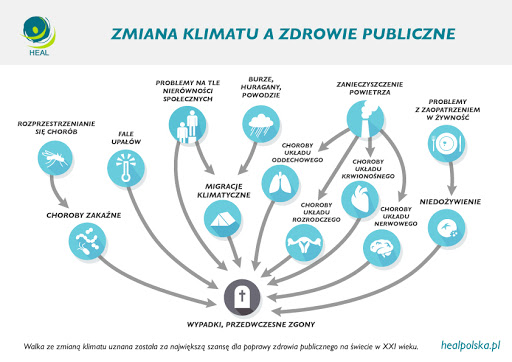 HEAL
ZMIANA KLIMATU A ZDROWIE PUBLICZNE
ROZPRZESTRZENIANIE
SIĘ CHORÓB
FALE
UPAŁÓW
PROBLEMY NA TLE
NIERÓWNOŚCI
SPOŁECZNYCH
BURZE,
HURAGANY,
POWODZIE
ZANIECZYSZCZENIE
POWIETRZA
PROBLEMY
Z ZAOPATRZENIEM
W ŻYWNOŚĆ
CHOROBY
UKŁADU
ODDECHOWEGO
CHOROBY
UKŁADU
KRWIONOŚNEGO
MIGRACJE
KLIMATYCZNE
CHOROBY
UKŁADU
ROZRODCZEGO
CHOROBY
UKŁADU
NERWOWEGO
NIEDOŻYWIENIE
CHOROBY ZAKAŹNE
WYPADKI, PRZEDWCZESNE ZGONY
Walka ze zmianą klimatu uznana została za największą szansę dla poprawy zdrowia publicznego na świecie w XXI wieku.
healpolska.pl